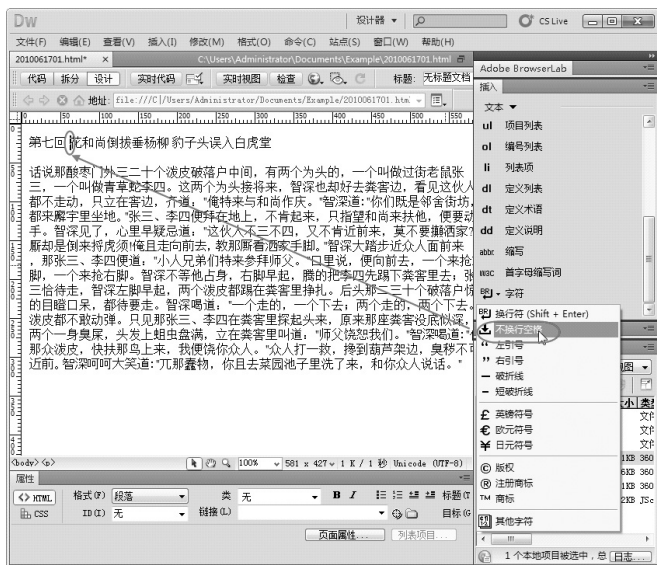 Dw
设计器
CS Live
文件(F) 编辑(E) 查看(V) 插入(I) 修改(M) 格式(O) 命令(C) 站点(S) 窗口(W) 帮助(H)
2010061701.html* × C:\Users\Administrator\Documents\Example\2010061701.html
代码 拆分 设计 实时代码 实时视图 检查 标题: 无标题文档
地址: file:///C|/Users/Administrator/Documents/Example/2010061701.html
0 50 100 150 200 250 300 350 400 450 500 550
第七回 花和尚倒拔垂杨柳 豹子头误入白虎堂
话说那酸枣门外三二十个泼皮破落户中间,有两个为头的,一个叫做过街老鼠张
三,一个叫做青草蛇李四。这两个为头接将来,智深也却好去粪窖边,看见这伙人
都不走动,只立在窖边,齐道:"俺特来与和尚作庆。"智深道:"你们既是邻舍街坊,
都来廨宇里坐地。"张三、李四便拜在地上,不肯起来,只指望和尚来扶他,便要动
手。智深见了,心里早疑忌道:"这伙人不三不四,又不肯近前来,莫不要攧洒家?
厮却是倒来捋虎须!俺且走向前去,教那厮看洒家手脚。"智深大踏步近众人面前来
,那张三、李四便道:"小人兄弟们特来参拜师父。"口里说,便向前去,一个来抢左
脚,一个来抢右脚。智深不等他占身,右脚早起,腾的把李四先踢下粪窖里去;张
三恰待走,智深左脚早起,两个泼皮都踢在粪窖里挣扎。后头那二三十个破落户惊
的目瞪口呆,都待要走。智深喝道:"一个走的,一个下去;两个走的,两个下去。
泼皮都不敢动弹。只见那张三、李四在粪窖里探起头来,原来那座粪窖没底似深,
两个一身臭屎,头发上蛆虫盘满,立在粪窖里叫道:"师父饶恕我们。"智深喝道:"
那众泼皮,快扶那鸟上来,我便饶你众人。"众人打一救,搀到葫芦架边,臭秽不可
近前。智深呵呵大笑道:"兀那蠢物,你且去菜园池子里洗了来,和你众人说话。"
<body> <p> 100% 581 x 427 1 K / 1 秒 Unicode (UTF-8)
属性
<> HTML 格式(F) 段落 类 无 B I 标题(T
CSS ID(I) 无 链接(L) 目标(G
页面属性... 列表项目...
Adobe BrowserLab
插入
文本
ul 项目列表
ol 编号列表
li 列表项
dl 定义列表
dt 定义术语
dd 定义说明
abbr. 缩写
W3C 首字母缩写词
字符
换行符 (Shift + Enter)
不换行空格
左引号
右引号
破折线
短破折线
£ 英镑符号
€ 欧元符号
¥ 日元符号
© 版权
® 注册商标
TM 商标
其他字符
1 个本地项目被选中,总 日志...